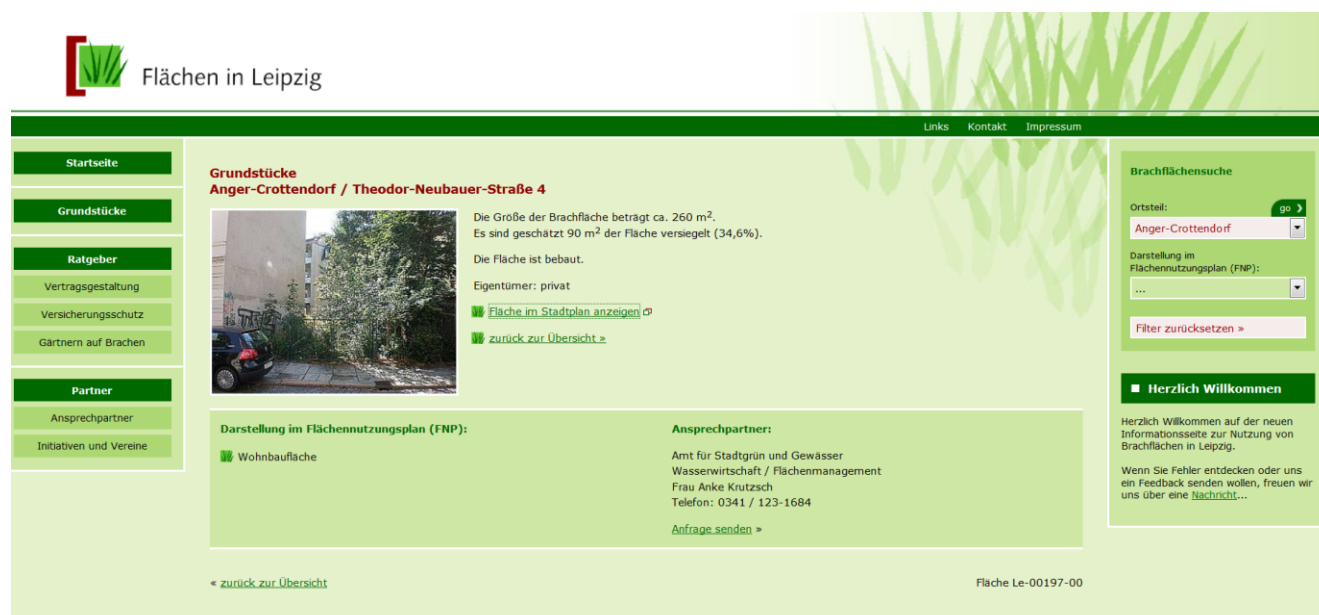 Flächen in Leipzig
Links Kontakt Impressum
Startseite
Grundstücke
Ratgeber
Vertragsgestaltung
Versicherungsschutz
Gärtnern auf Brachen
Partner
Ansprechpartner
Initiativen und Vereine
Grundstücke
Anger-Crottendorf / Theodor-Neubauer-Straße 4
Die Größe der Brachfläche beträgt ca. 260 m².
Es sind geschätzt 90 m² der Fläche versiegelt (34,6%).
Die Fläche ist bebaut.
Eigentümer: privat
Fläche im Stadtplan anzeigen
zurück zur Übersicht »
Darstellung im Flächennutzungsplan (FNP):
Wohnbaufläche
Ansprechpartner:
Amt für Stadtgrün und Gewässer
Wasserwirtschaft / Flächenmanagement
Frau Anke Krutzsch
Telefon: 0341 / 123-1684
Anfrage senden »
« zurück zur Übersicht
Fläche Le-00197-00
Brachflächensuche
Ortsteil:
go ❯
Anger-Crottendorf
Darstellung im
Flächennutzungsplan (FNP):
...
Filter zurücksetzen »
Herzlich Willkommen
Herzlich Willkommen auf der neuen
Informationsseite zur Nutzung von
Brachflächen in Leipzig.
Wenn Sie Fehler entdecken oder uns
ein Feedback senden wollen, freuen wir
uns über eine Nachricht...